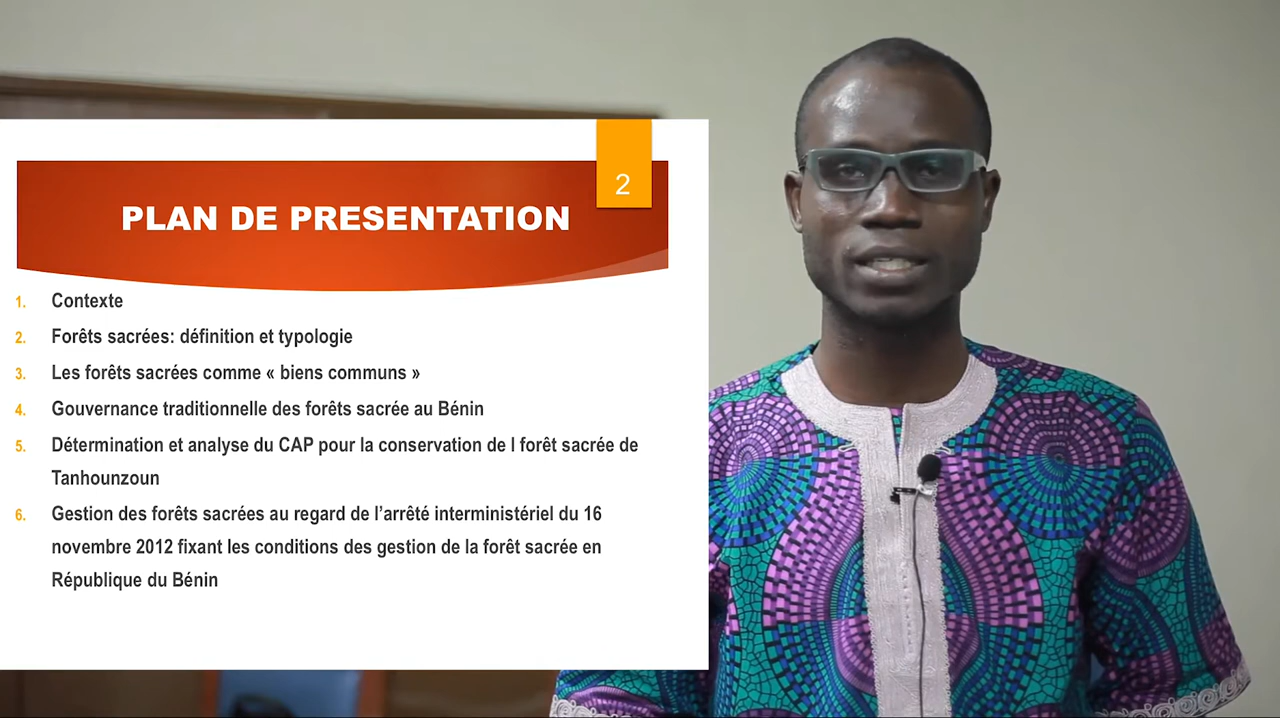 2
PLAN DE PRESENTATION
1. Contexte
2. Forêts sacrées: définition et typologie
3. Les forêts sacrées comme « biens communs »
4. Gouvernance traditionnelle des forêts sacrée au Bénin
5. Détermination et analyse du CAP pour la conservation de l forêt sacrée de
Tanhounzoun
6. Gestion des forêts sacrées au regard de l’arrêté interministériel du 16
novembre 2012 fixant les conditions des gestion de la forêt sacrée en
République du Bénin